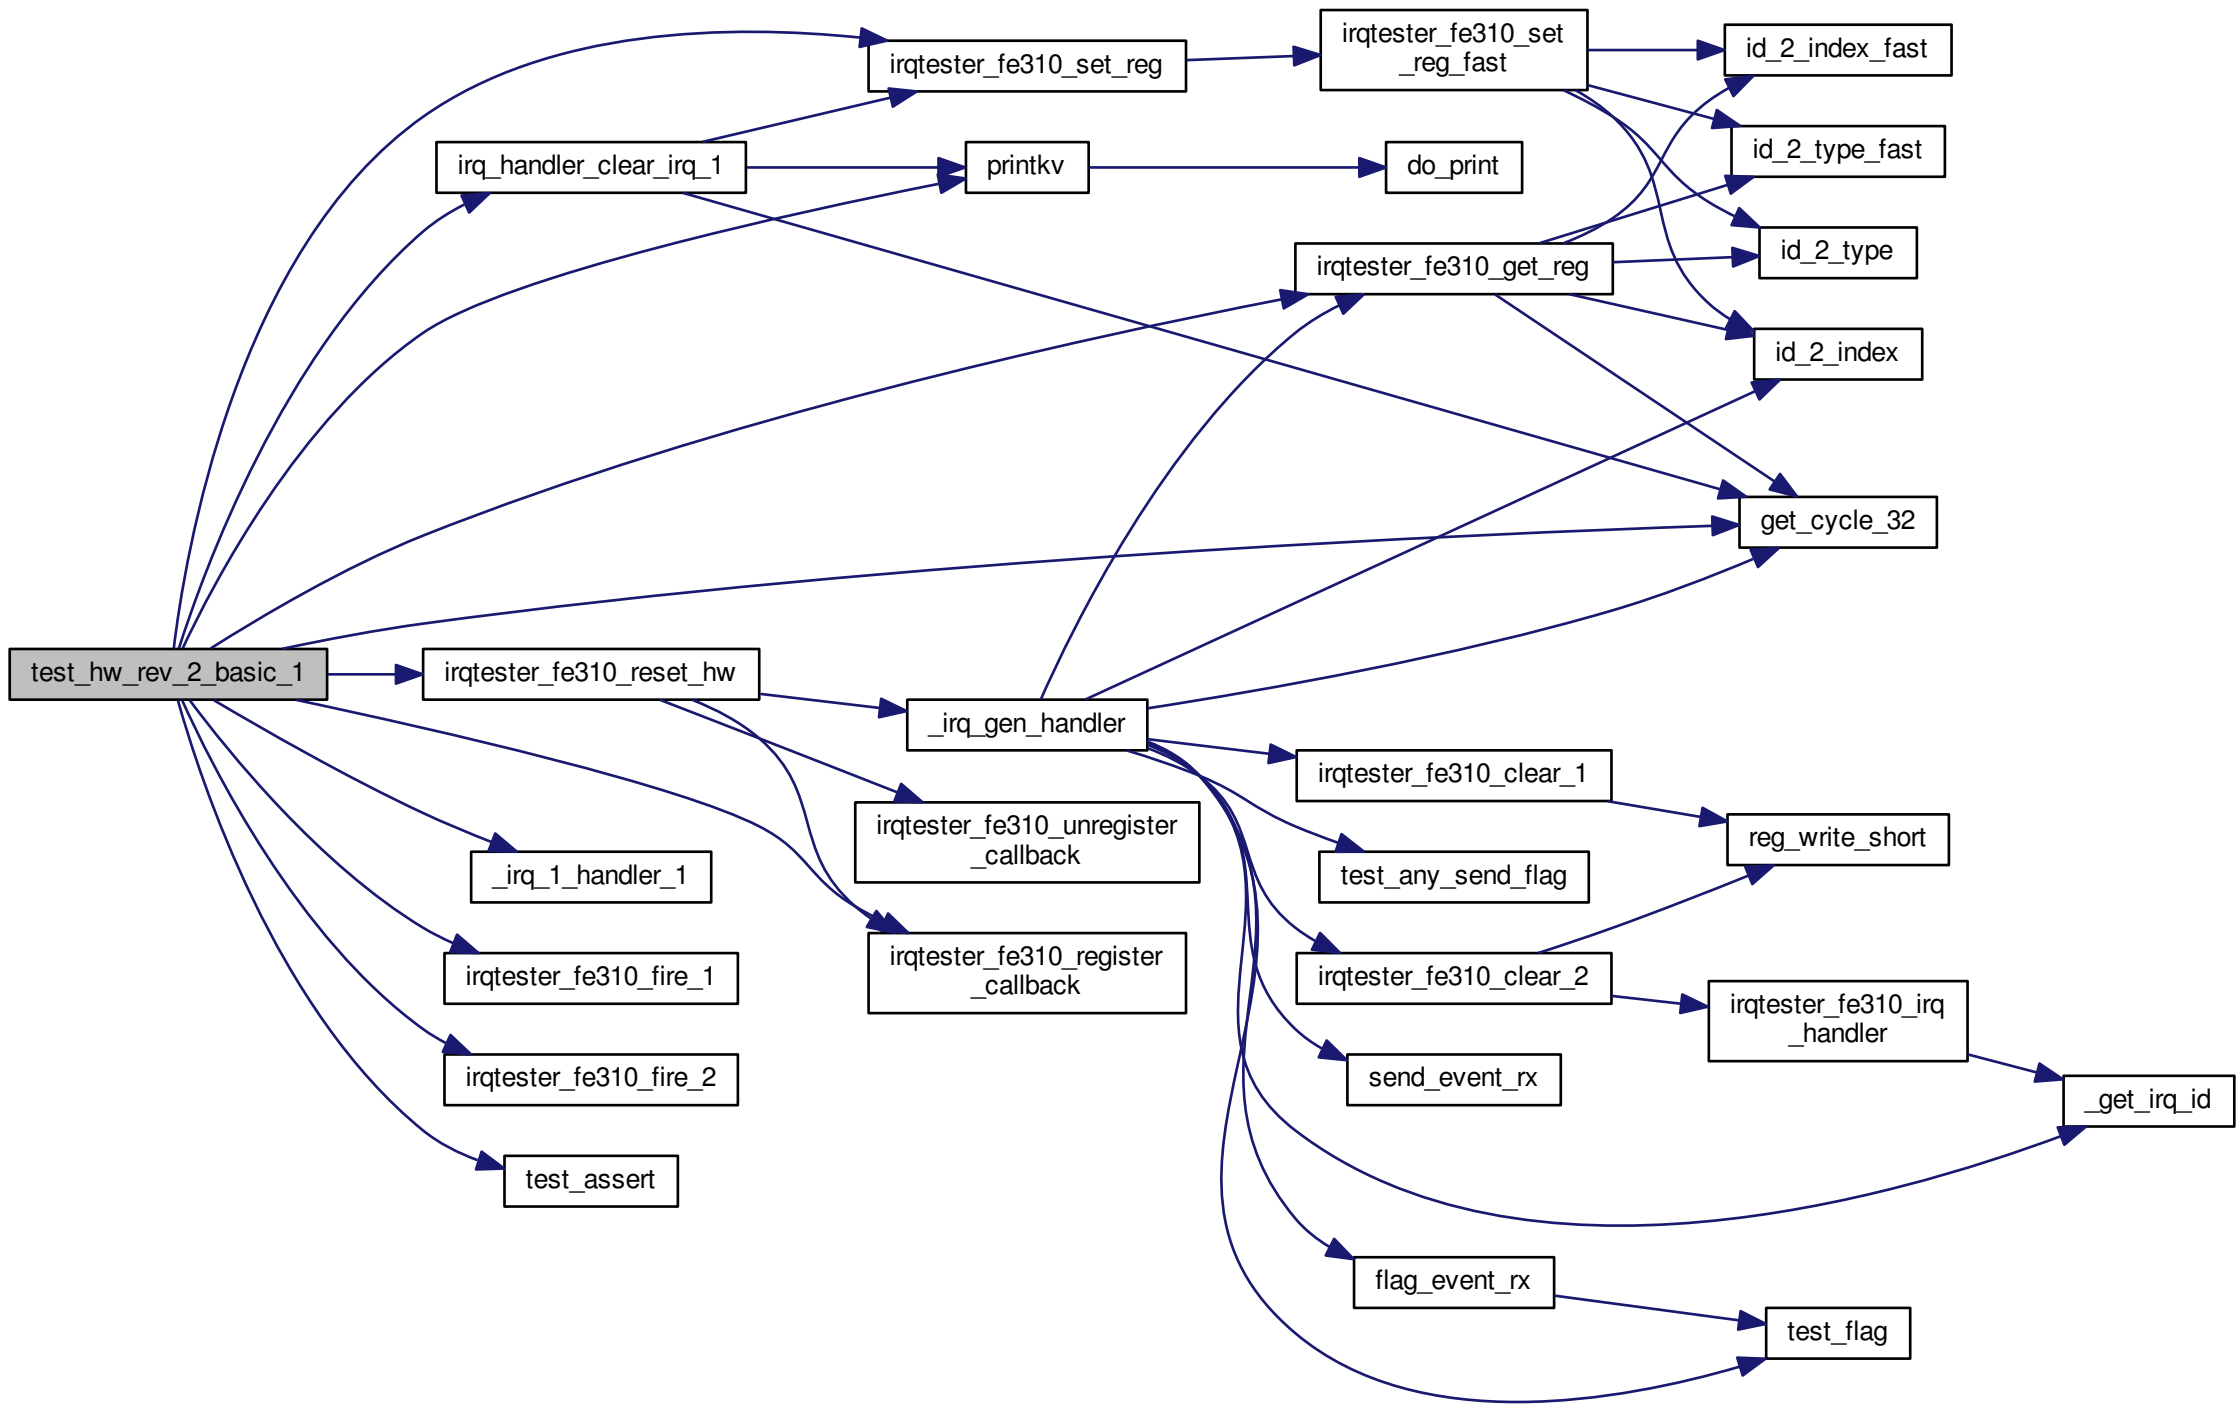 irqtester_fe310_set
_reg_fast
id_2_index_fast
irqtester_fe310_set_reg
id_2_type_fast
irq_handler_clear_irq_1
printkv
do_print
id_2_type
irqtester_fe310_get_reg
id_2_index
get_cycle_32
test_hw_rev_2_basic_1
irqtester_fe310_reset_hw
_irq_gen_handler
irqtester_fe310_clear_1
irqtester_fe310_unregister
_callback
reg_write_short
_irq_1_handler_1
test_any_send_flag
irqtester_fe310_register
_callback
irqtester_fe310_fire_1
irqtester_fe310_clear_2
irqtester_fe310_irq
_handler
irqtester_fe310_fire_2
send_event_rx
_get_irq_id
test_assert
flag_event_rx
test_flag